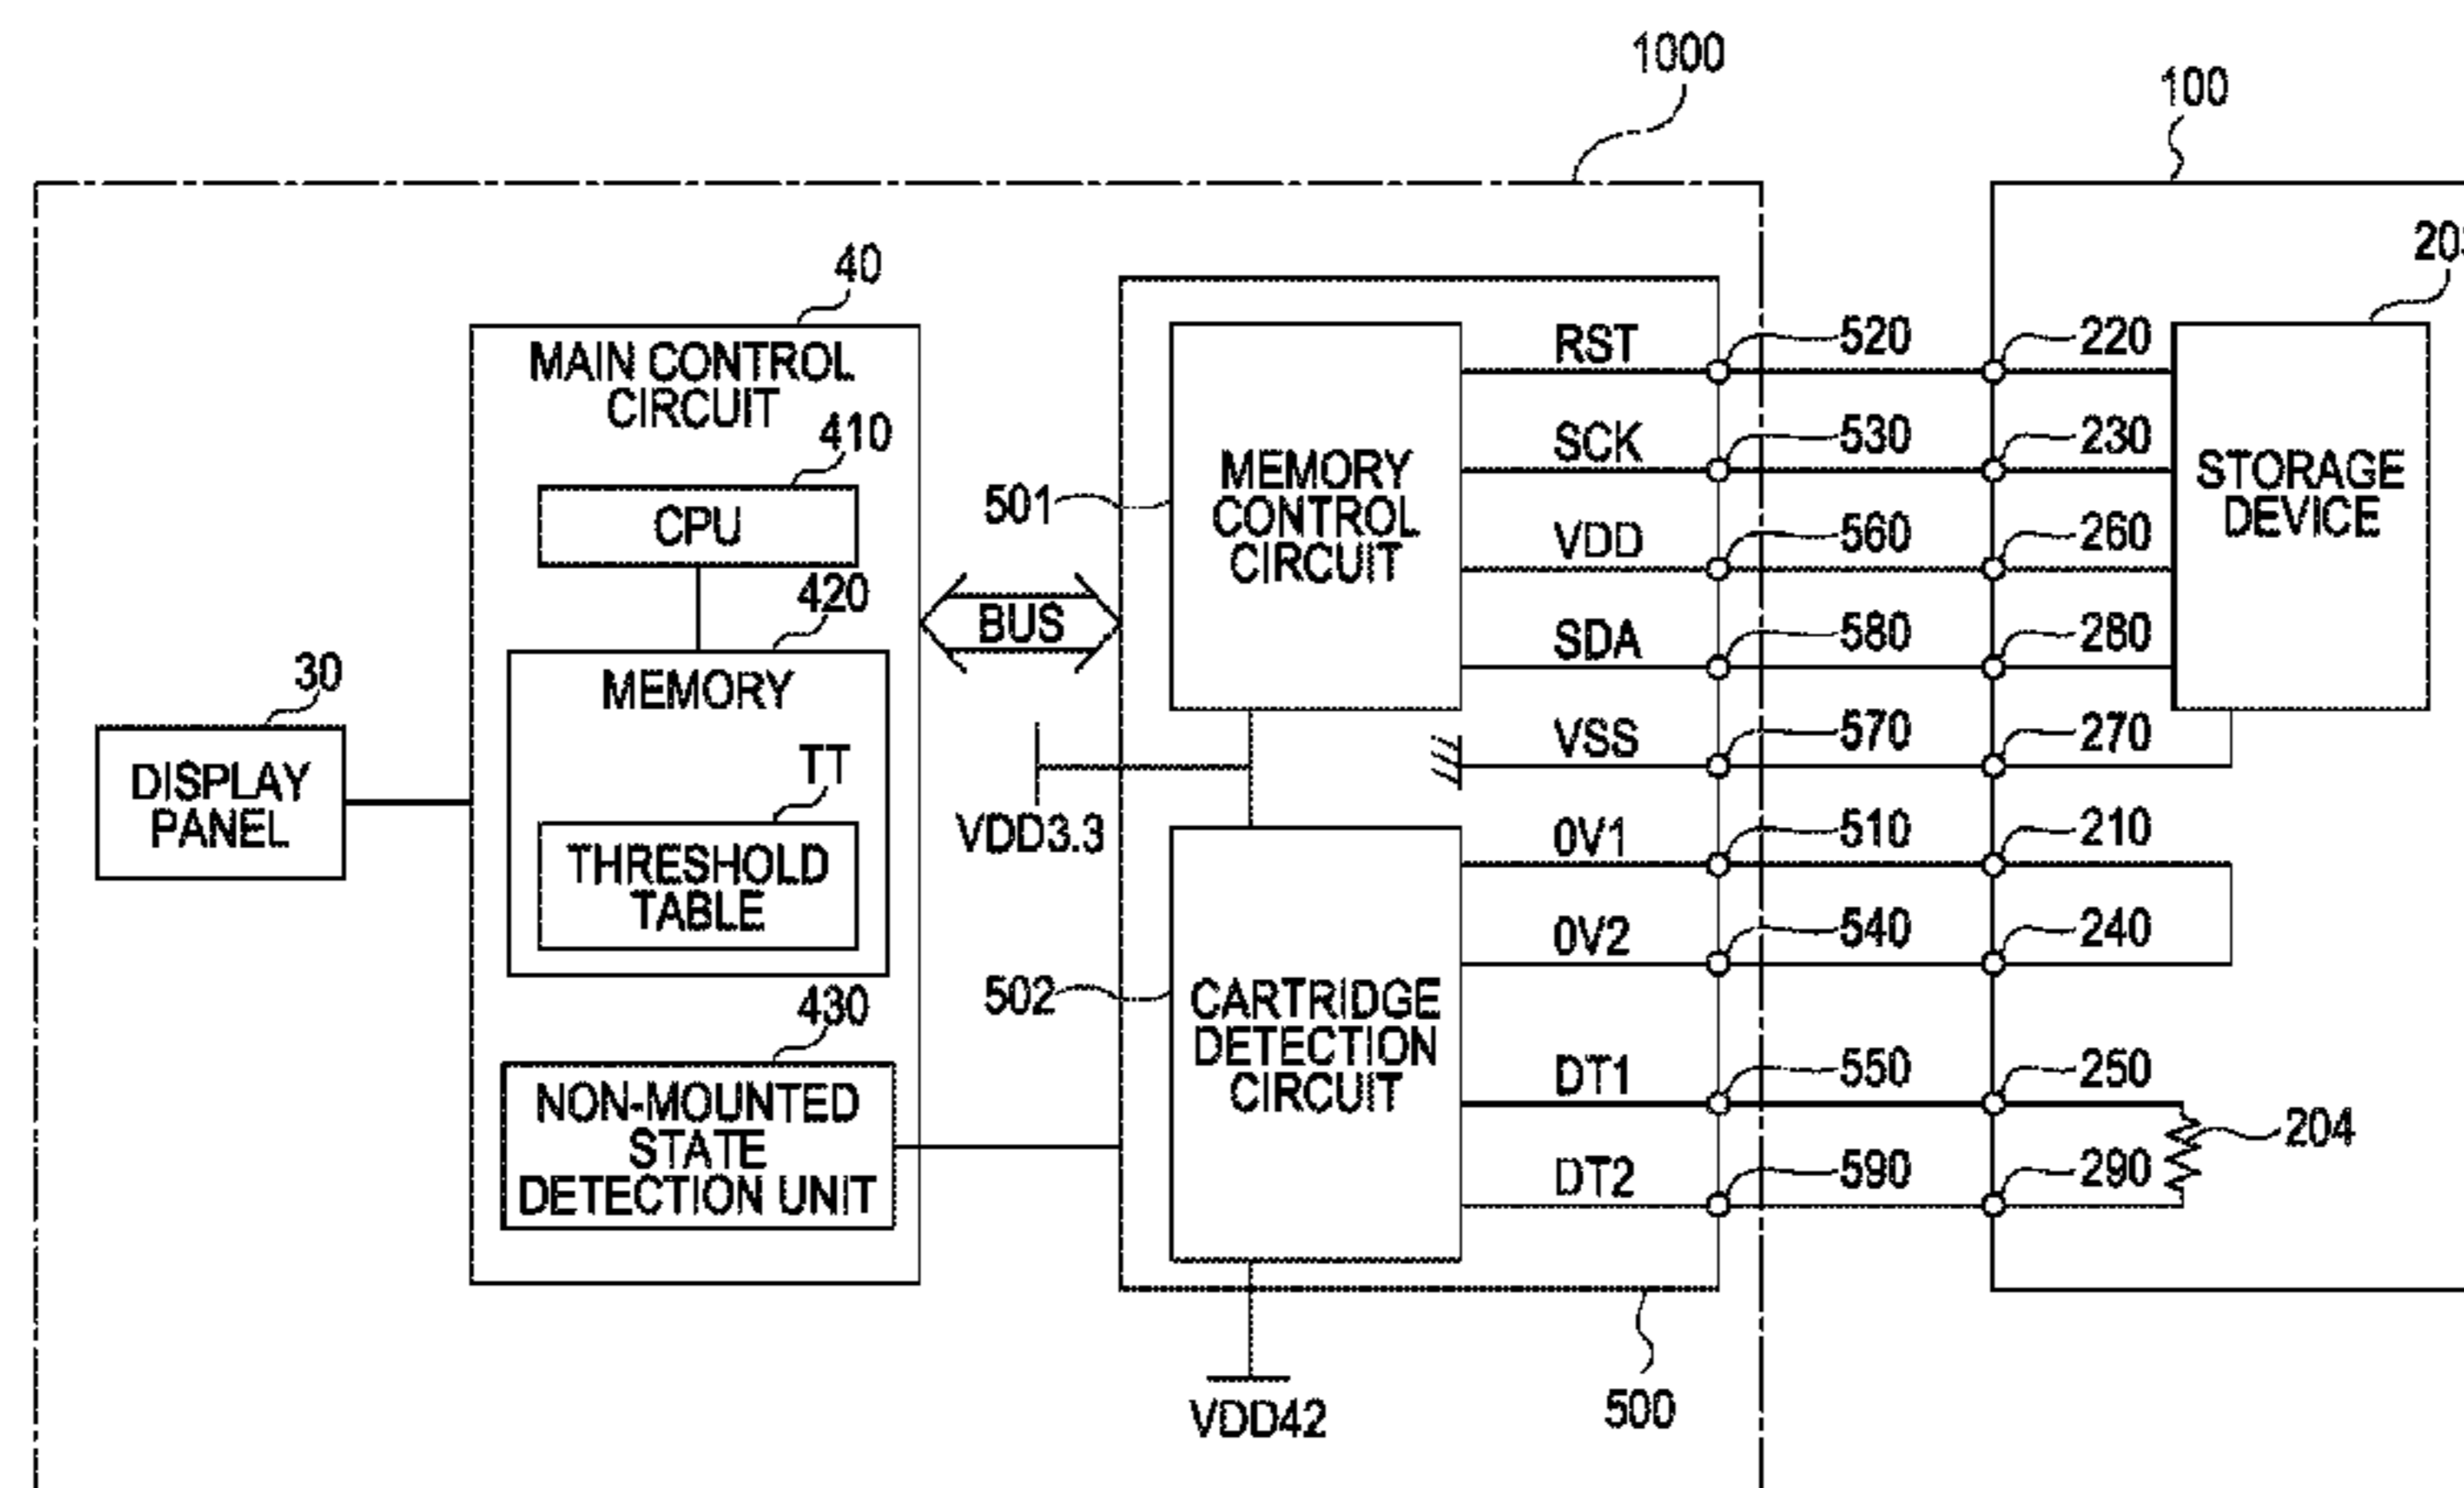 1000
100
40
MAIN CONTROL
CIRCUIT
410
CPU
420
MEMORY
TT
THRESHOLD
TABLE
430
NON-MOUNTED
STATE
DETECTION UNIT
30
DISPLAY
PANEL
BUS
VDD3.3
501
MEMORY
CONTROL
CIRCUIT
502
CARTRIDGE
DETECTION
CIRCUIT
VDD42
500
RST 520 220
SCK 530 230
VDD 560 260
SDA 580 280
VSS 570 270
0V1 510 210
0V2 540 240
DT1 550 250
DT2 590 290
204
STORAGE
DEVICE